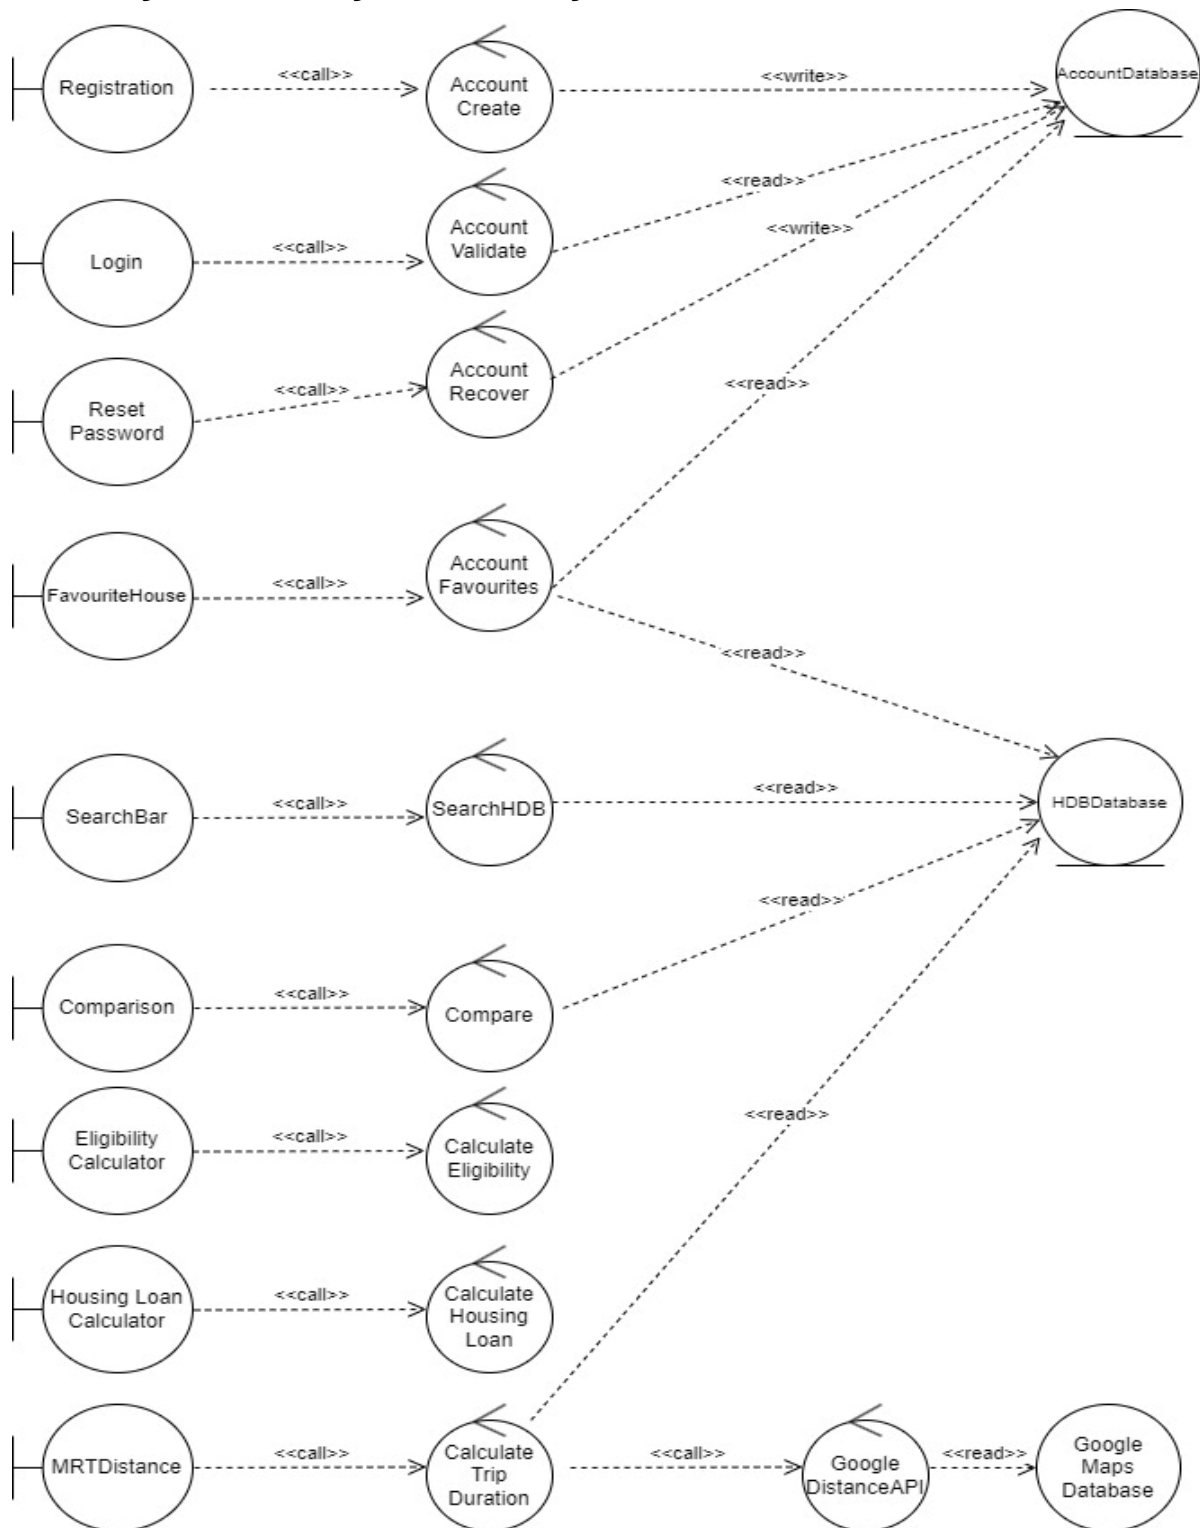 Registration
<<call>>
Account
Create
<<write>>
AccountDatabase
<<read>>
Login
<<call>>
Account
Validate
<<write>>
Reset
Password
<<call>>
Account
Recover
<<read>>
FavouriteHouse
<<call>>
Account
Favourites
<<read>>
SearchBar
<<call>>
SearchHDB
<<read>>
HDBDatabase
<<read>>
Comparison
<<call>>
Compare
<<read>>
Eligibility
Calculator
<<call>>
Calculate
Eligibility
Housing Loan
Calculator
<<call>>
Calculate
Housing
Loan
MRTDistance
<<call>>
Calculate
Trip
Duration
<<call>>
Google
DistanceAPI
<<read>>
Google
Maps
Database